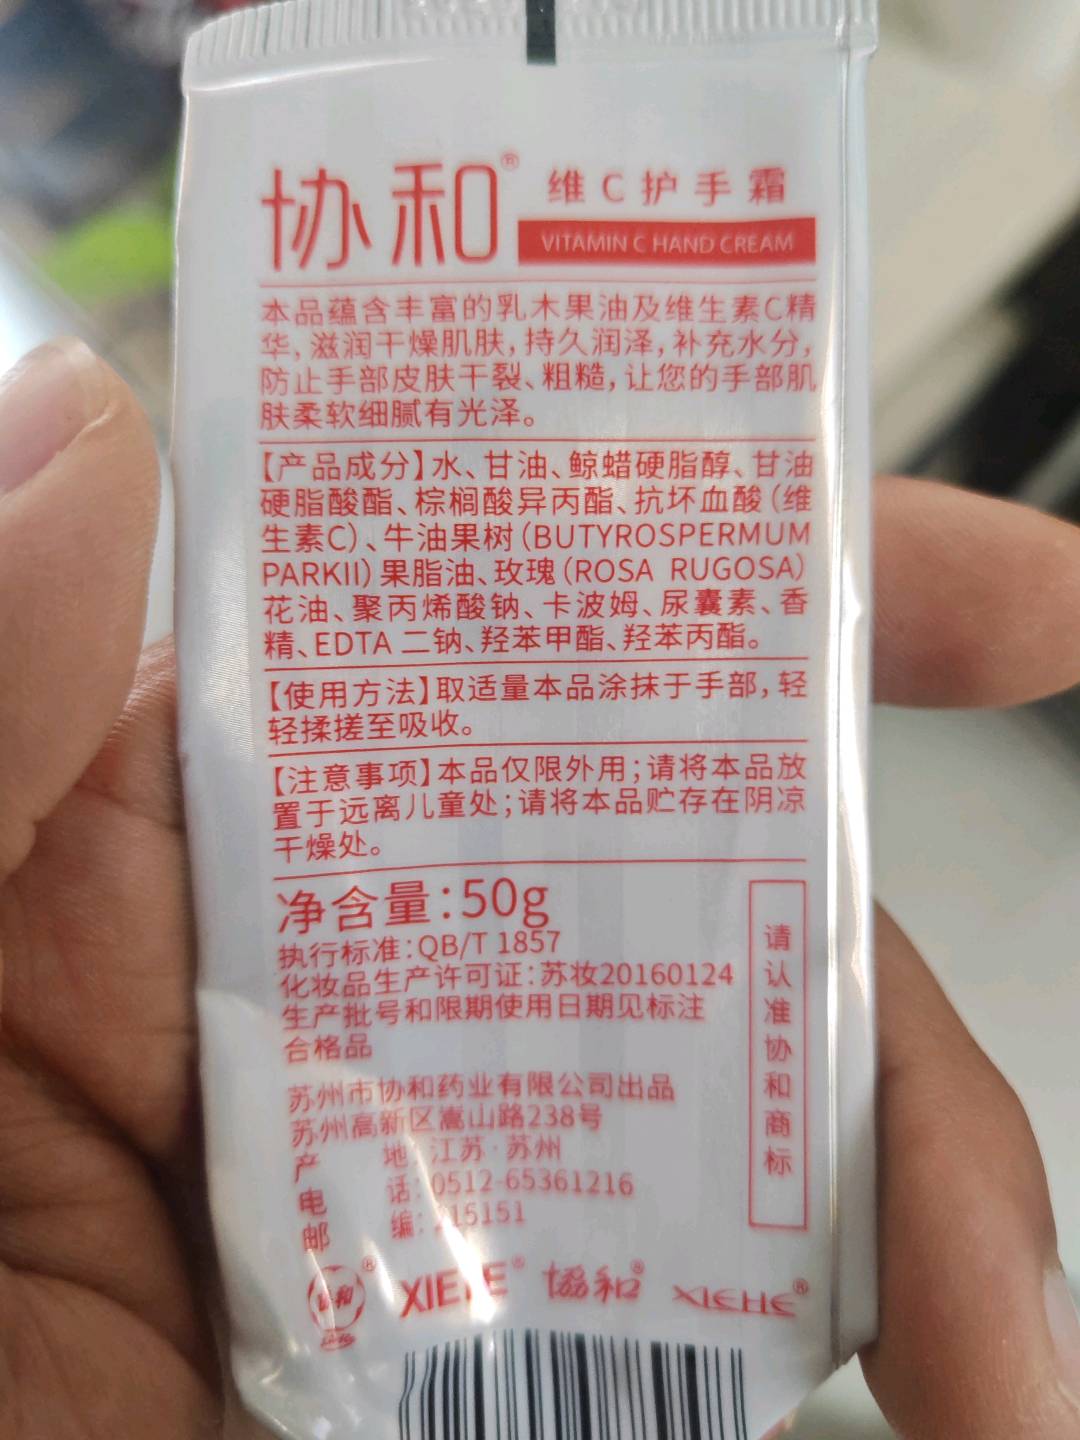 协和® 维C护手霜
VITAMIN C HAND CREAM
本品蕴含丰富的乳木果油及维生素C精
华,滋润干燥肌肤,持久润泽,补充水分,
防止手部皮肤干裂、粗糙,让您的手部肌
肤柔软细腻有光泽。
【产品成分】水、甘油、鲸蜡硬脂醇、甘油
硬脂酸酯、棕榈酸异丙酯、抗坏血酸(维
生素C)、牛油果树(BUTYROSPERMUM
PARKII)果脂油、玫瑰(ROSA RUGOSA)
花油、聚丙烯酸钠、卡波姆、尿囊素、香
精、EDTA 二钠、羟苯甲酯、羟苯丙酯。
【使用方法】取适量本品涂抹于手部,轻
轻揉搓至吸收。
【注意事项】本品仅限外用;请将本品放
置于远离儿童处;请将本品贮存在阴凉
干燥处。
净含量:50g
执行标准:QB/T 1857
化妆品生产许可证:苏妆20160124
生产批号和限期使用日期见标注
合格品
请认准协和商标
苏州市协和药业有限公司出品
苏州高新区嵩山路238号
产 地:江苏·苏州
电 话:0512-65361216
邮 编:215151
协和® XIEHE® 協和® XIEHE®